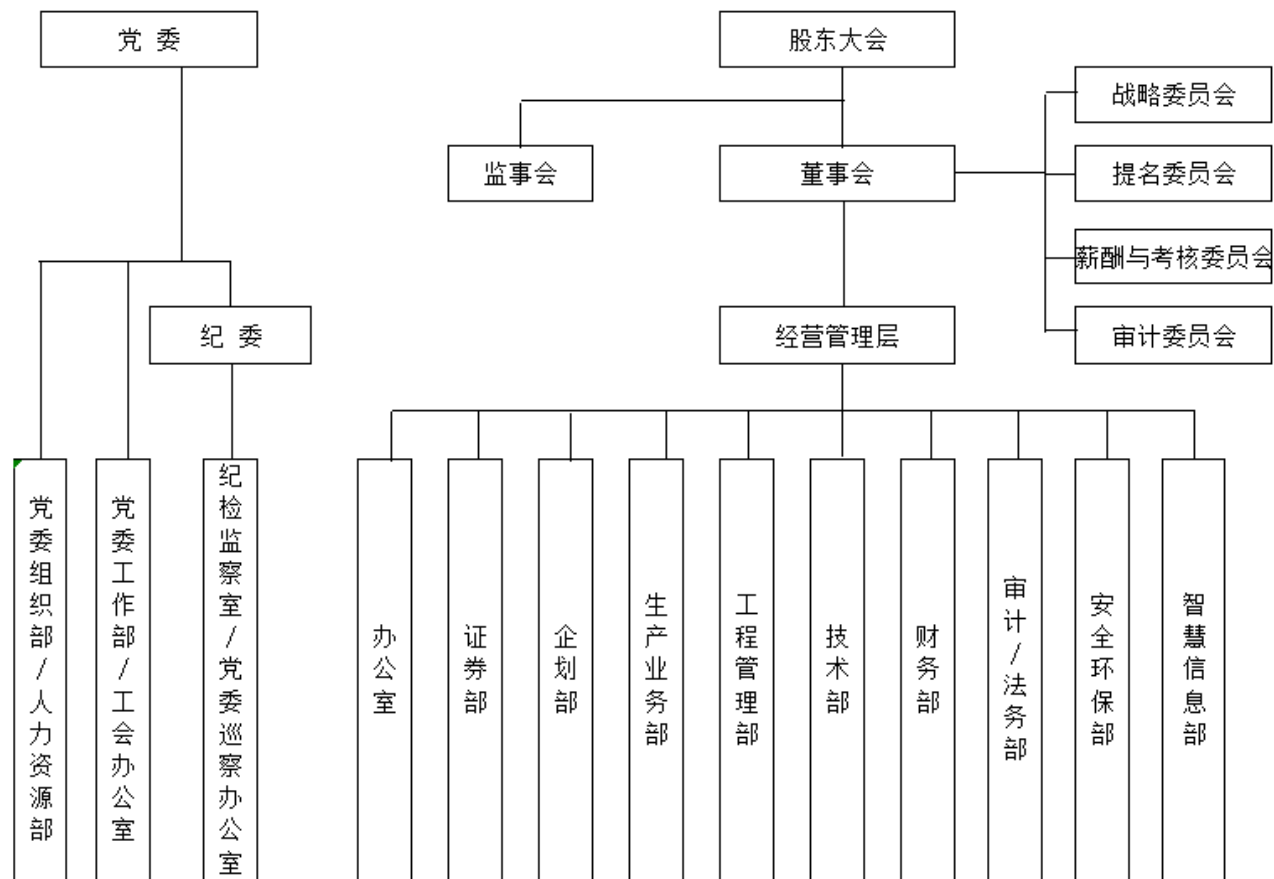 党 委
股东大会
战略委员会
监事会
董事会
提名委员会
薪酬与考核委员会
纪 委
经营管理层
审计委员会
党委组织部/人力资源部
党委工作部/工会办公室
纪检监察室/党委巡察办公室
办公室
证券部
企划部
生产业务部
工程管理部
技术部
财务部
审计/法务部
安全环保部
智慧信息部